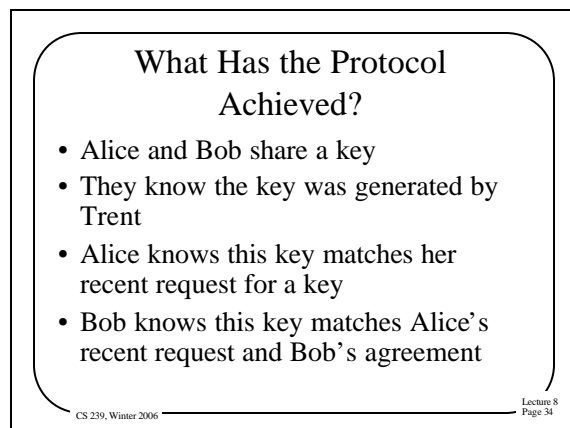 What Has the Protocol
Achieved?
• Alice and Bob share a key
• They know the key was generated by
Trent
• Alice knows this key matches her
recent request for a key
• Bob knows this key matches Alice's
recent request and Bob's agreement
CS 239, Winter 2006
Lecture 8
Page 34